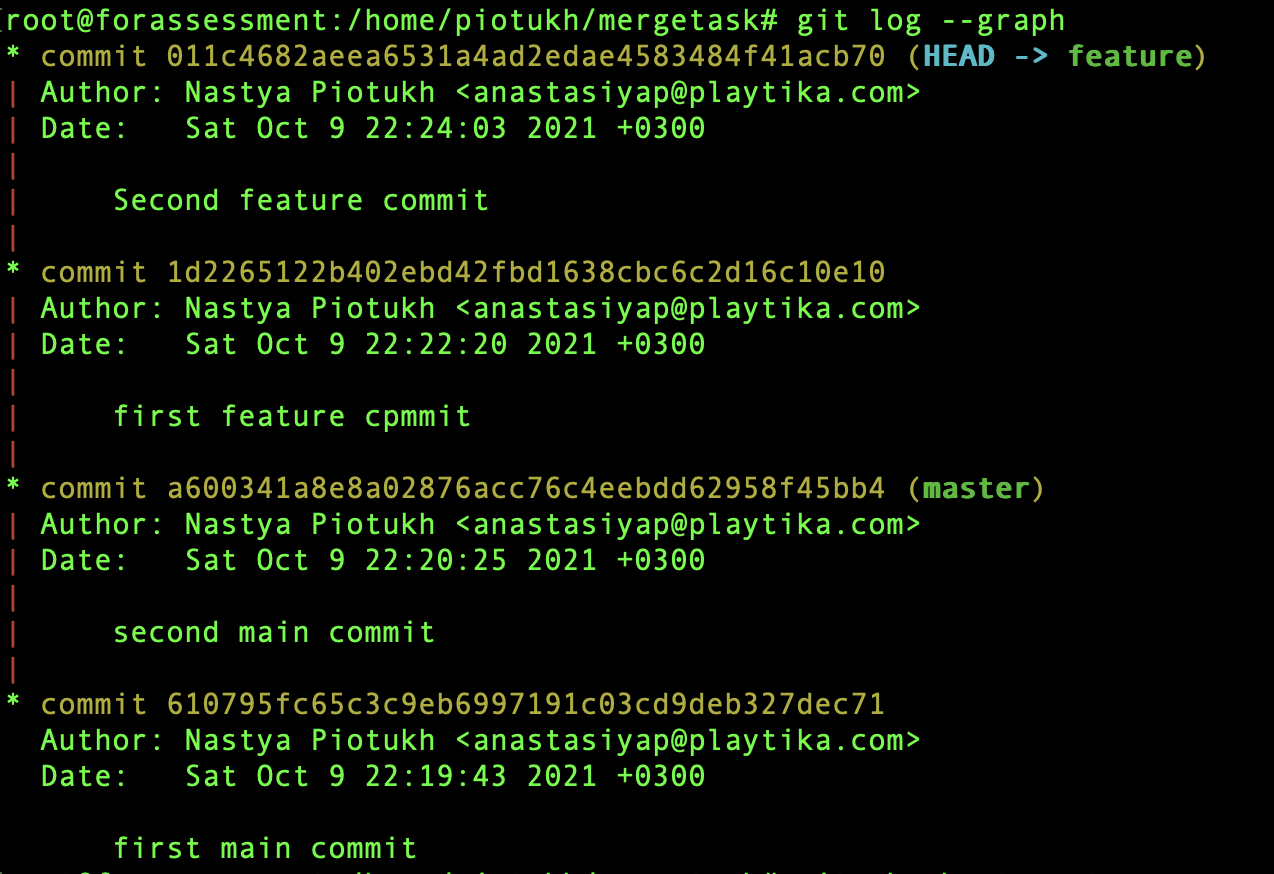 root@forassessment:/home/piotukh/mergetask# git log --graph
* commit 011c4682aeea6531a4ad2edae4583484f41acb70 (HEAD -> feature)
| Author: Nastya Piotukh <anastasiyap@playtika.com>
| Date:   Sat Oct 9 22:24:03 2021 +0300
|
|     Second feature commit
|
* commit 1d2265122b402ebd42fbd1638cbc6c2d16c10e10
| Author: Nastya Piotukh <anastasiyap@playtika.com>
| Date:   Sat Oct 9 22:22:20 2021 +0300
|
|     first feature cpmmit
|
* commit a600341a8e8a02876acc76c4eebdd62958f45bb4 (master)
| Author: Nastya Piotukh <anastasiyap@playtika.com>
| Date:   Sat Oct 9 22:20:25 2021 +0300
|
|     second main commit
|
* commit 610795fc65c3c9eb6997191c03cd9deb327dec71
  Author: Nastya Piotukh <anastasiyap@playtika.com>
  Date:   Sat Oct 9 22:19:43 2021 +0300
      first main commit